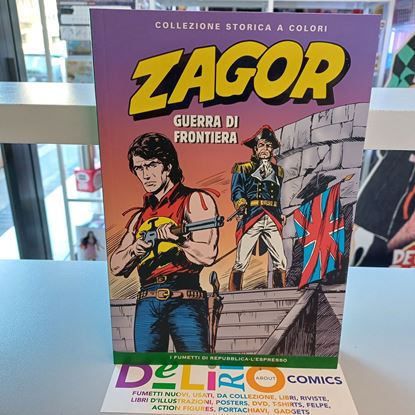 COLLEZIONE STORICA A COLORI
ZAGOR
GUERRA DI
FRONTIERA
I FUMETTI DI REPUBBLICA-L'ESPRESSO
DeLiRiO ABOUT COMICS
FUMETTI NUOVI, USATI, DA COLLEZIONE, LIBRI, RIVISTE,
LIBRI D'ILLUSTRAZIONI, POSTERS, DVD, T-SHIRTS, FELPE,
ACTION FIGURES, PORTACHIAVI, GADGETS